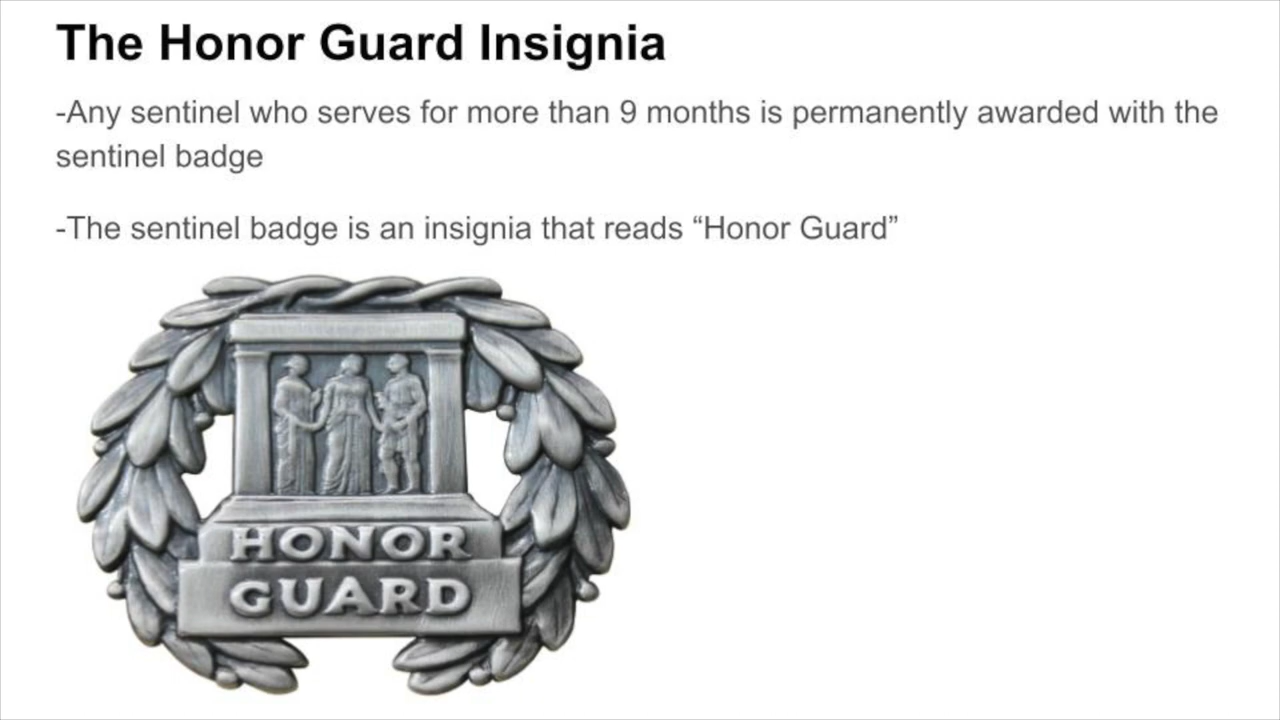 The Honor Guard Insignia
-Any sentinel who serves for more than 9 months is permanently awarded with the
sentinel badge
-The sentinel badge is an insignia that reads “Honor Guard”
HONOR
GUARD